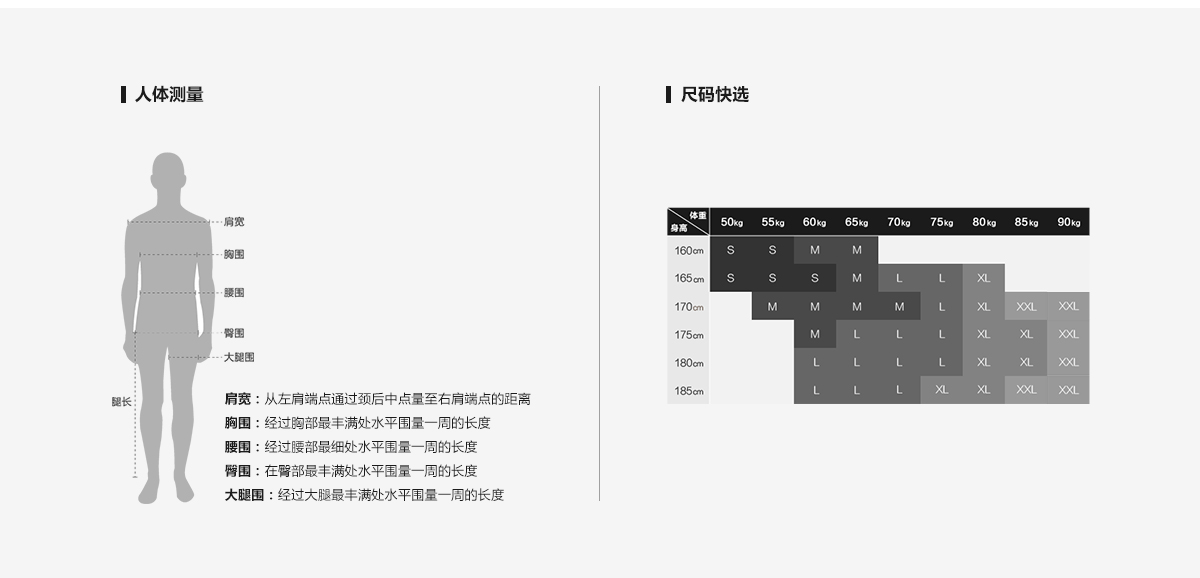 人体测量
肩宽
胸围
腰围
臀围
大腿围
腿长
肩宽：从左肩端点通过颈后中点量至右肩端点的距离
胸围：经过胸部最丰满处水平围量一周的长度
腰围：经过腰部最细处水平围量一周的长度
臀围：在臀部最丰满处水平围量一周的长度
大腿围：经过大腿最丰满处水平围量一周的长度
尺码快选
体重 身高 50kg 55kg 60kg 65kg 70kg 75kg 80kg 85kg 90kg
160cm S S M M
165cm S S S M L L XL
170cm M M M M L XL XXL XXL
175cm M L L L XL XL XXL
180cm L L L L XL XL XXL
185cm L L L XL XL XXL XXL